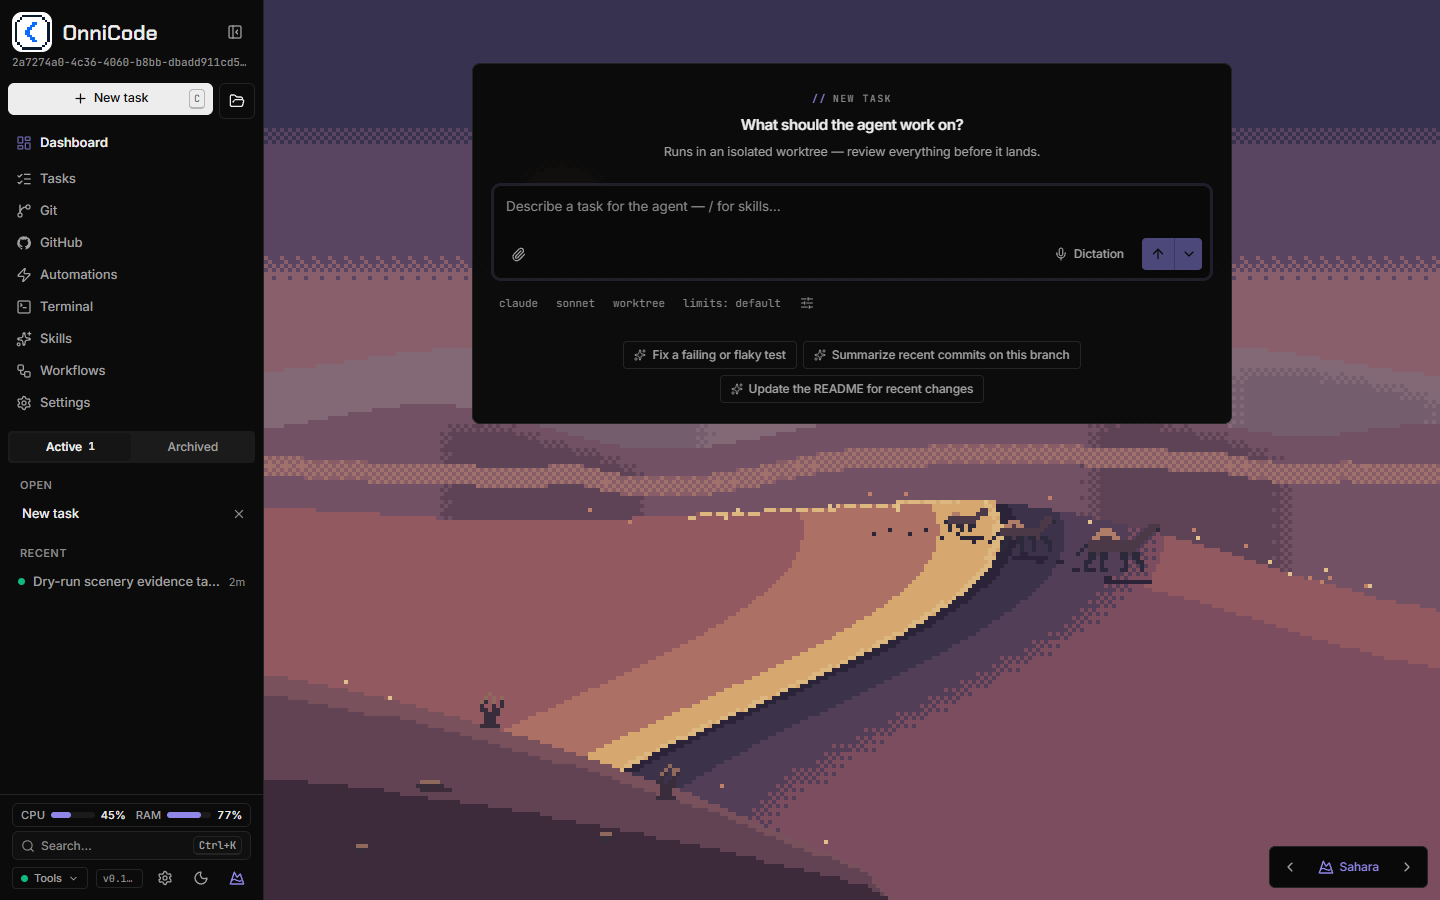 OnniCode
2a7274a0-4c36-4060-b8bb-dbadd911cd5…
New task C
Dashboard
Tasks
Git
GitHub
Automations
Terminal
Skills
Workflows
Settings
Active 1 Archived
OPEN
New task
RECENT
Dry-run scenery evidence ta... 2m
CPU 45% RAM 77%
Search... Ctrl+K
Tools v0.1…
// NEW TASK
What should the agent work on?
Runs in an isolated worktree — review everything before it lands.
Describe a task for the agent — / for skills...
Dictation
claude sonnet worktree limits: default
Fix a failing or flaky test Summarize recent commits on this branch
Update the README for recent changes
Sahara